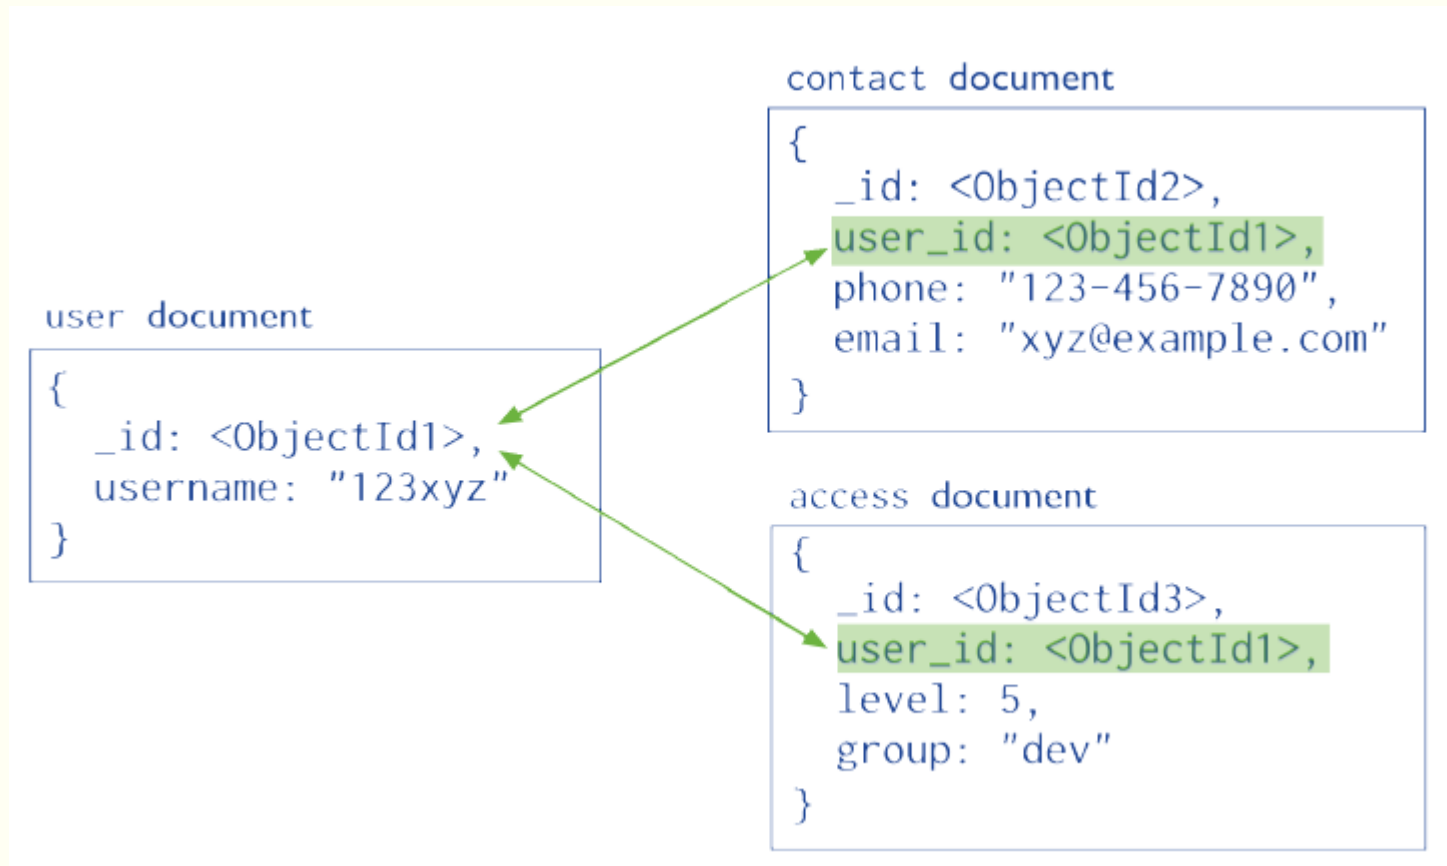 contact document
{
_id: <ObjectId2>,
user_id: <ObjectId1>,
phone: "123-456-7890",
email: "xyz@example.com"
}
user document
{
_id: <ObjectId1>,
username: "123xyz"
}
access document
{
_id: <ObjectId3>,
user_id: <ObjectId1>,
level: 5,
group: "dev"
}